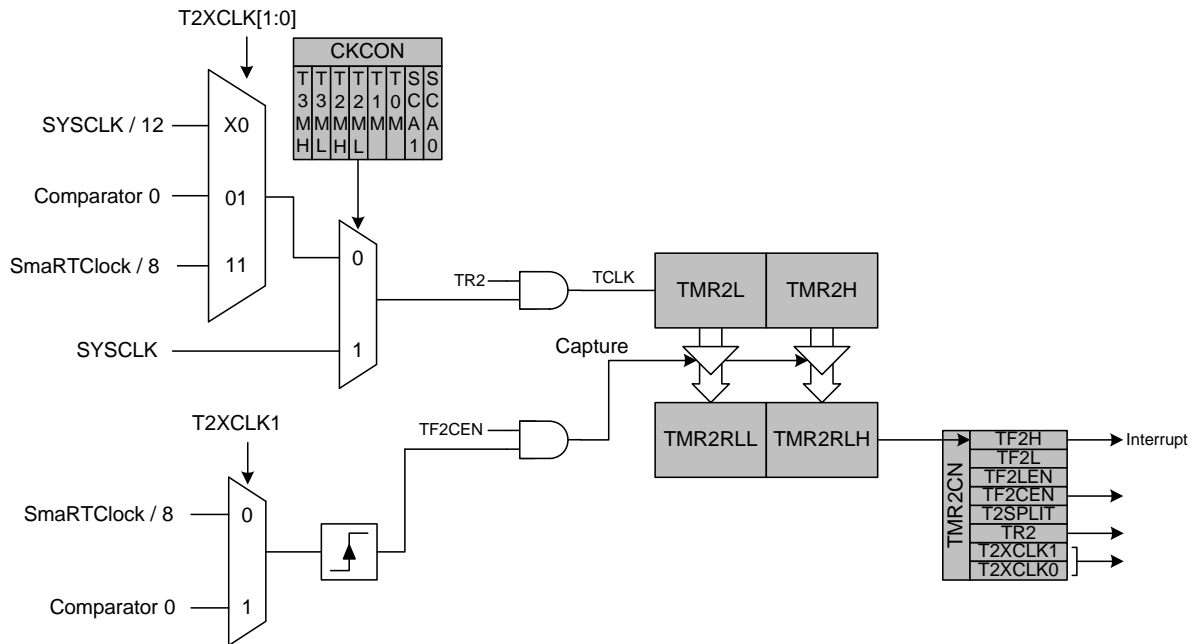 T2XCLK[1:0]
CKCON
T3MH T3ML T2MH T2ML T1M T0M SCA1 SCA0
SYSCLK / 12
X0
Comparator 0
01
SmaRTClock / 8
11
0
TR2
TCLK
TMR2L
TMR2H
SYSCLK
1
Capture
T2XCLK1
TF2CEN
TMR2RLL
TMR2RLH
TMR2CN
TF2H
Interrupt
TF2L
TF2LEN
TF2CEN
T2SPLIT
TR2
T2XCLK1
T2XCLK0
SmaRTClock / 8
0
Comparator 0
1